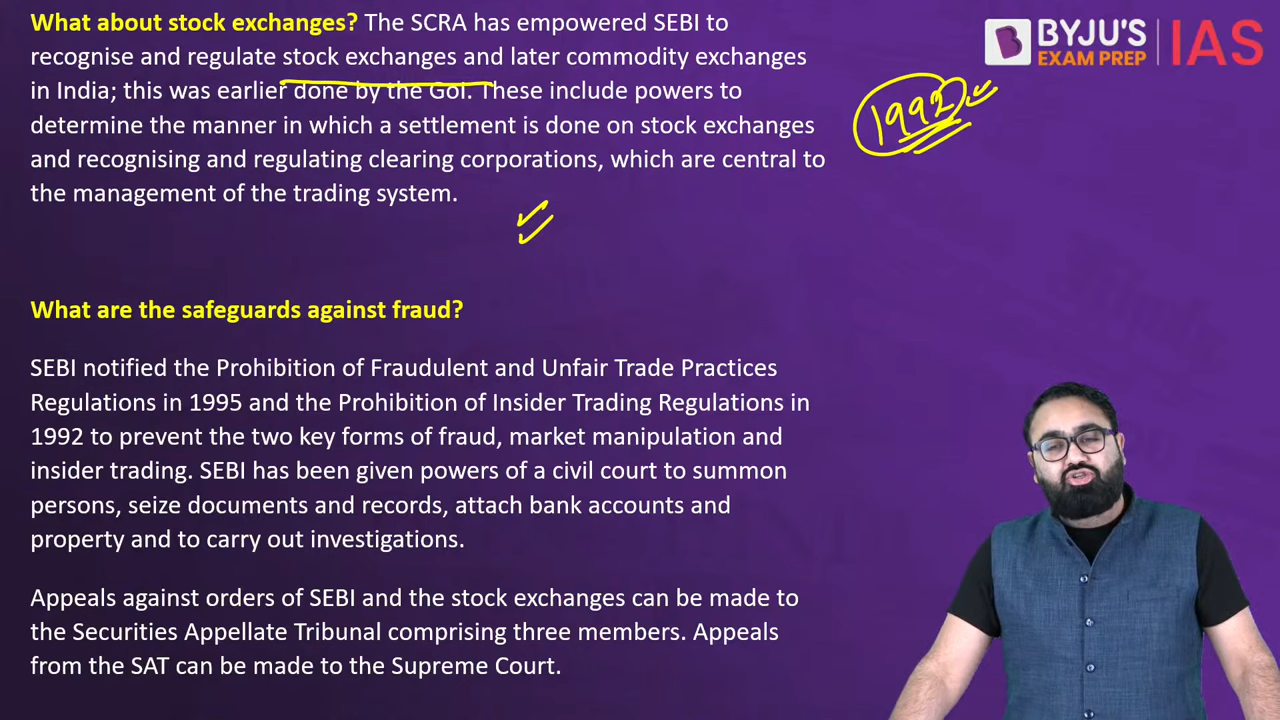 What about stock exchanges? The SCRA has empowered SEBI to
recognise and regulate stock exchanges and later commodity exchanges
in India; this was earlier done by the GoI. These include powers to
determine the manner in which a settlement is done on stock exchanges
and recognising and regulating clearing corporations, which are central to
the management of the trading system.
BYJU'S
EXAM PREP
IAS
1992
What are the safeguards against fraud?
SEBI notified the Prohibition of Fraudulent and Unfair Trade Practices
Regulations in 1995 and the Prohibition of Insider Trading Regulations in
1992 to prevent the two key forms of fraud, market manipulation and
insider trading. SEBI has been given powers of a civil court to summon
persons, seize documents and records, attach bank accounts and
property and to carry out investigations.
Appeals against orders of SEBI and the stock exchanges can be made to
the Securities Appellate Tribunal comprising three members. Appeals
from the SAT can be made to the Supreme Court.